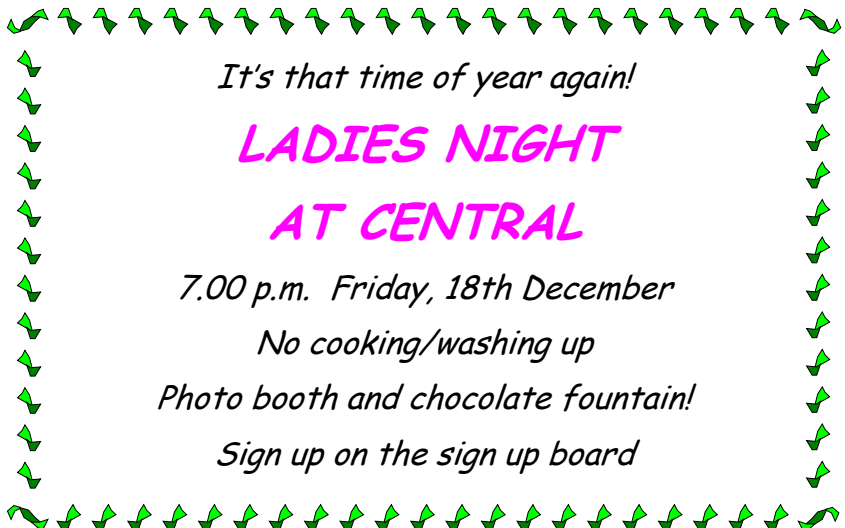 It's that time of year again!
LADIES NIGHT
AT CENTRAL
7.00 p.m.  Friday, 18th December
No cooking/washing up
Photo booth and chocolate fountain!
Sign up on the sign up board